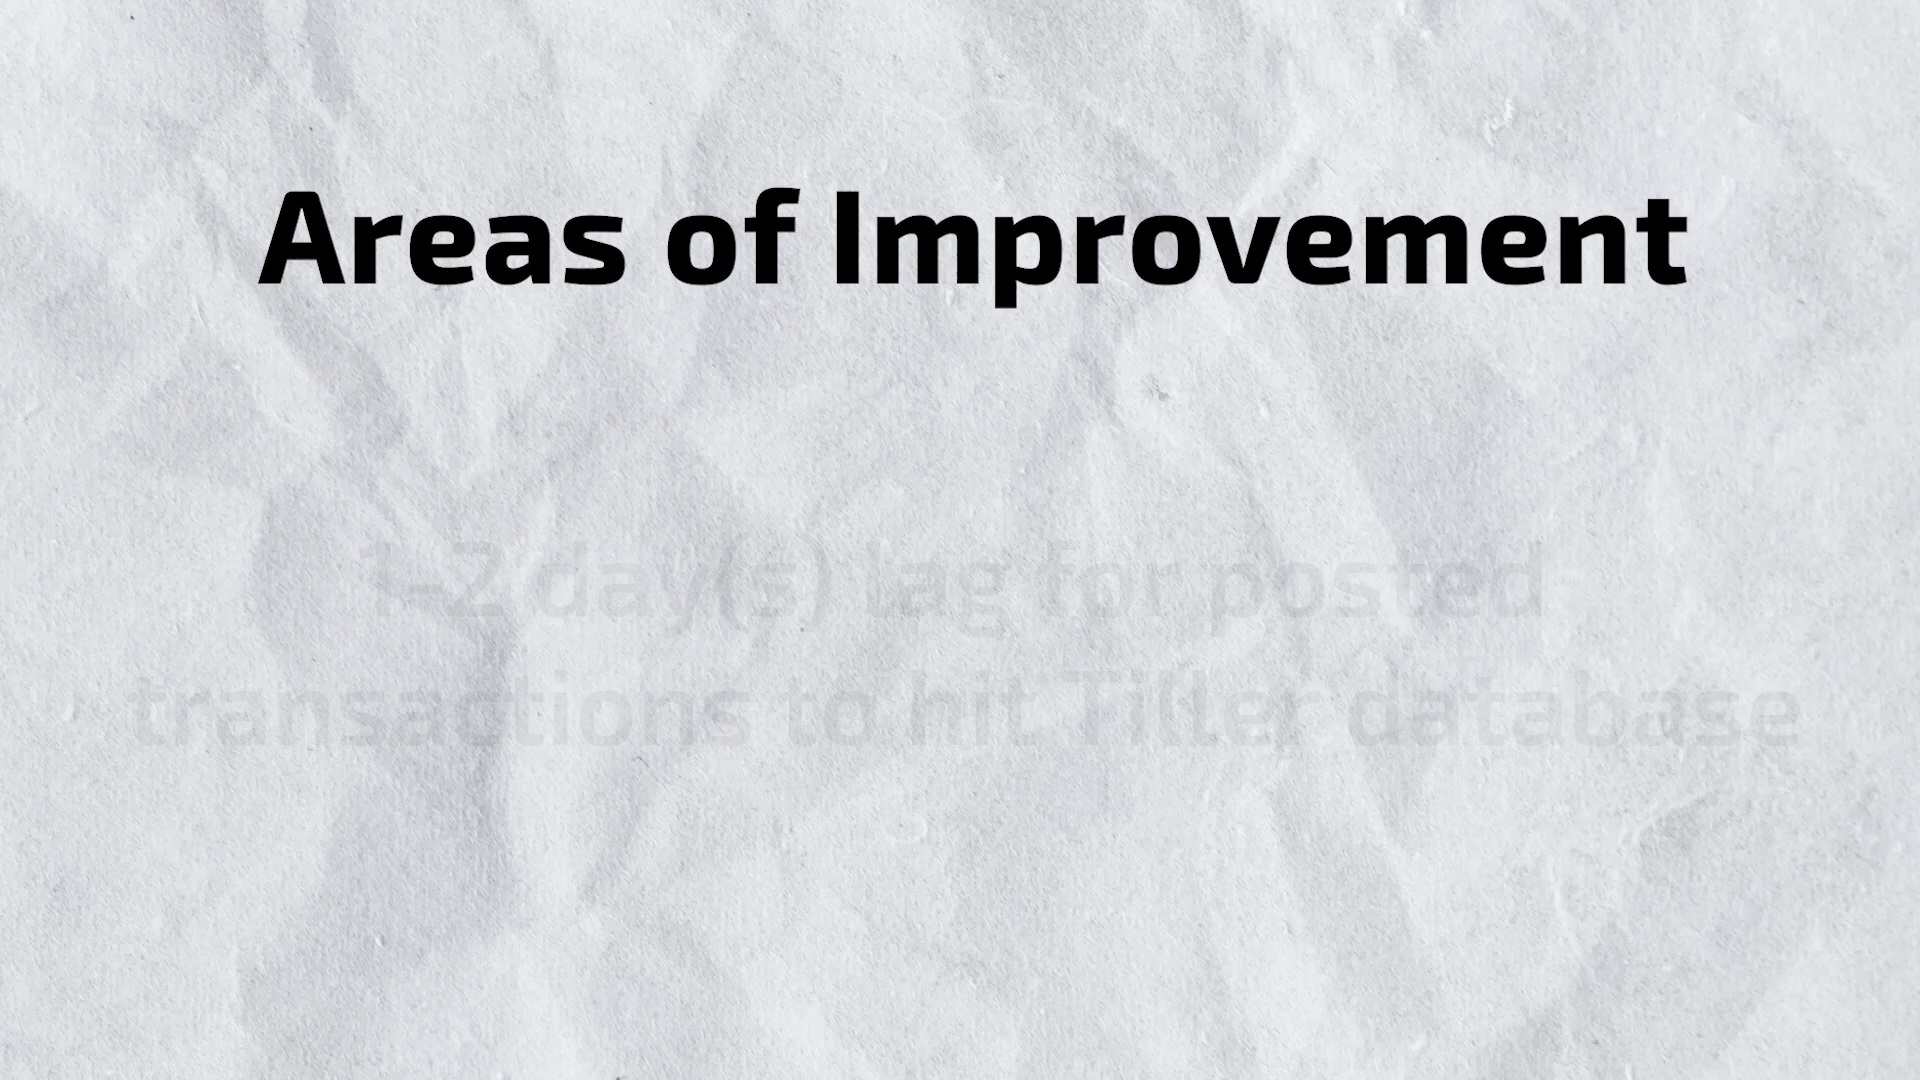 Areas of Improvement
1-2 day(s) lag for posted
transactions to hit Tiller database